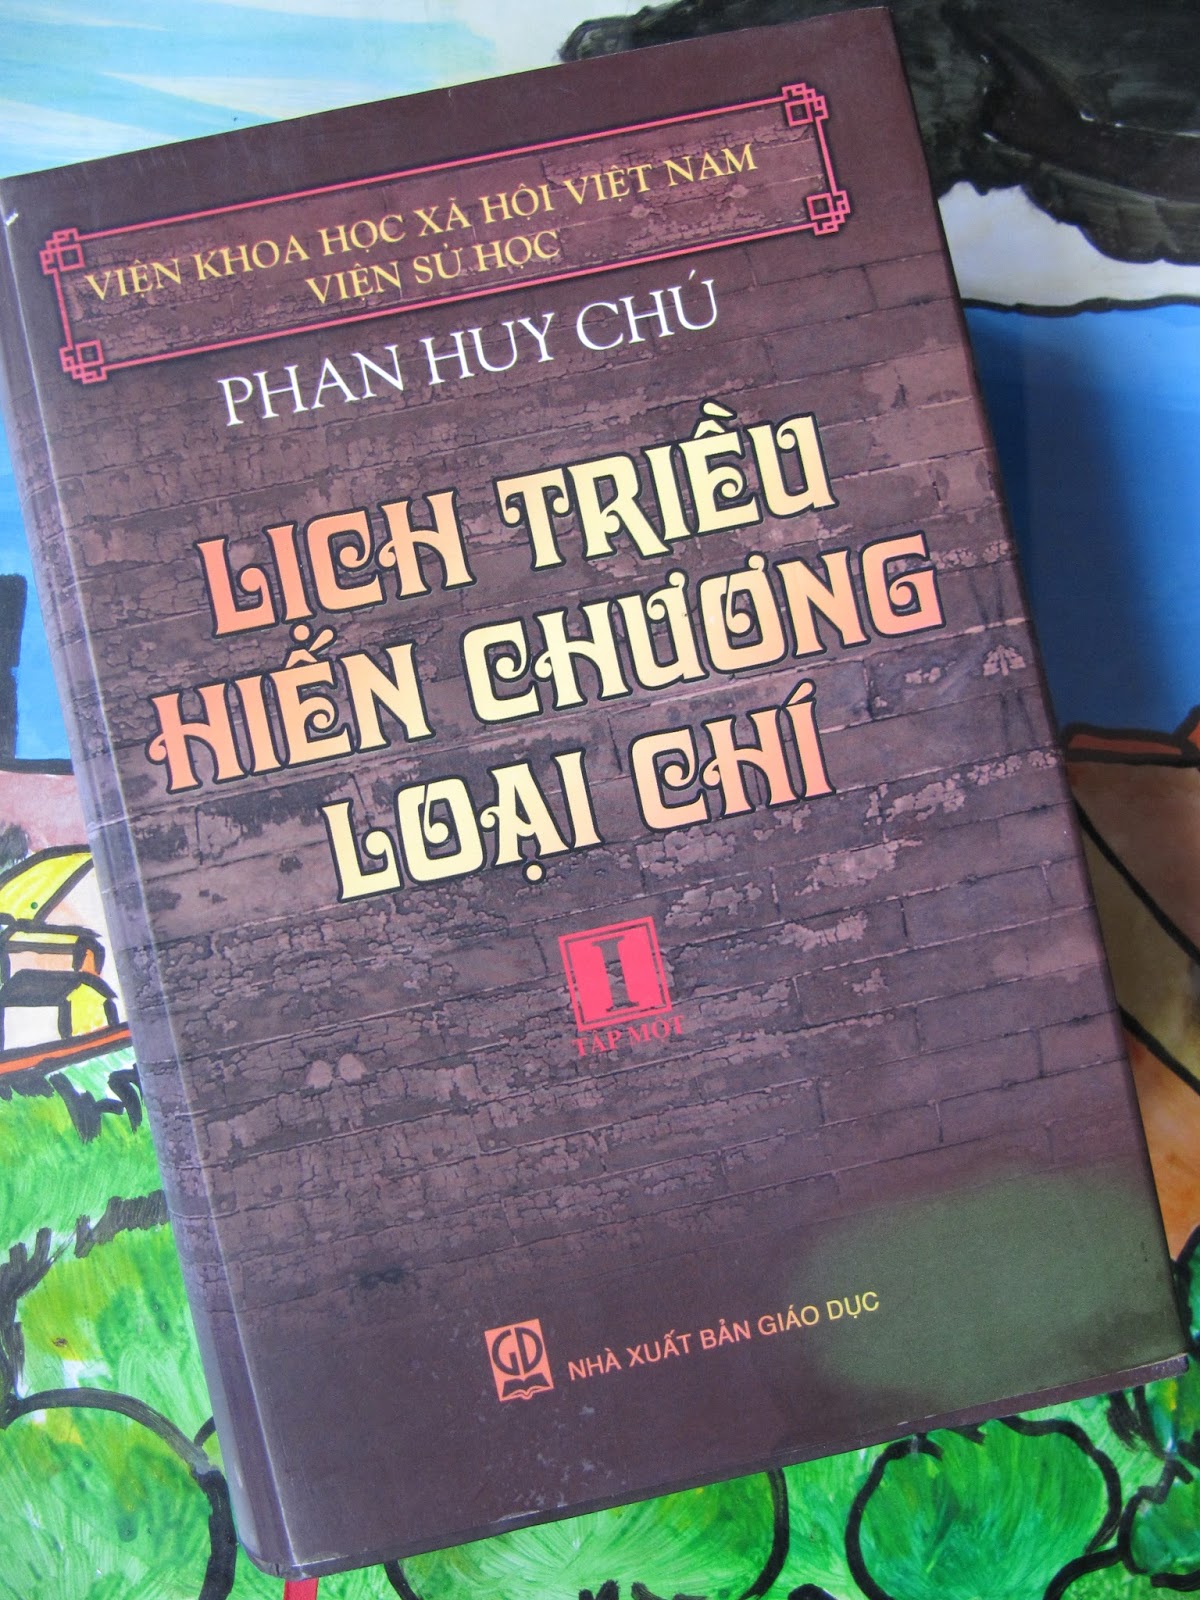 VIỆN KHOA HỌC XÃ HỘI VIỆT NAM
VIỆN SỬ HỌC
PHAN HUY CHÚ
LỊCH TRIỀU
HIẾN CHƯƠNG
LOẠI CHÍ
I
TẬP MỘT
GD
NHÀ XUẤT BẢN GIÁO DỤC